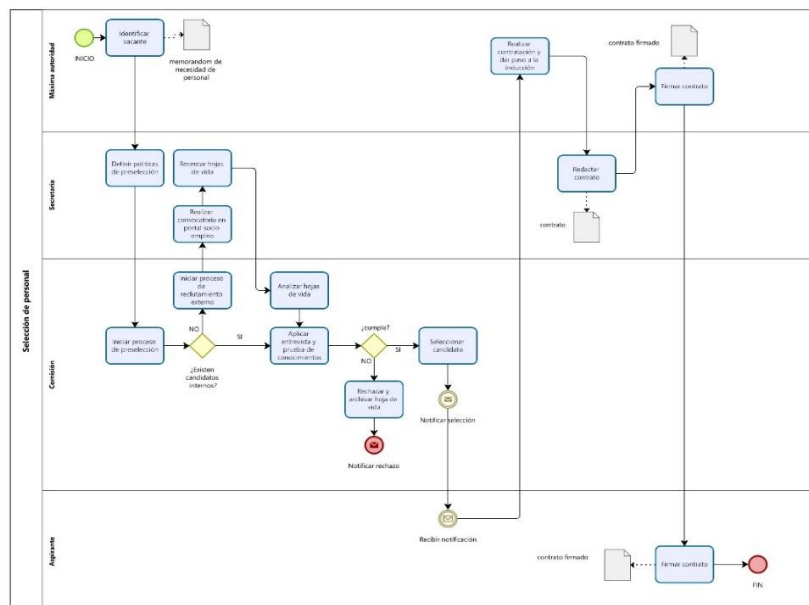 Selección de personal
Máxima autoridad
INICIO
Identificar
vacante
memorandom de
necesidad de
personal
Realizar
contratación y
dar paso a la
inducción
contrato firmado
Firmar contrato
Secretaria
Definir políticas
de preselección
Receptar hojas
de vida
Realizar
convocatoria en
portal socio
empleo
Redactar
contrato
contrato
Comisión
Iniciar proceso
de reclutamiento
externo
Analizar hojas
de vida
Iniciar proceso de
preselección
NO
SI
¿Existen
candidatos
internos?
Aplicar
entrevista y
prueba de
conocimientos
¿cumple?
SI
NO
Seleccionar
candidato
Rechazar y
archivar hoja de
vida
Notificar selección
Notificar rechazo
Aspirante
Recibir notificación
contrato firmado
Firmar contrato
FIN